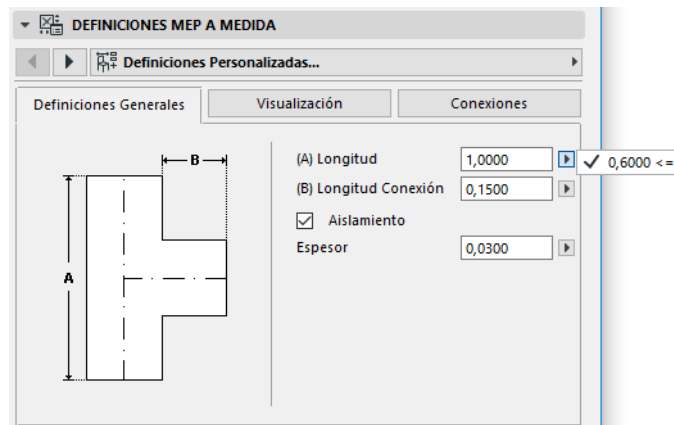 DEFINICIONES MEP A MEDIDA
Definiciones Personalizadas...
Definiciones Generales
Visualización
Conexiones
B
A
(A) Longitud 1,0000 0,6000 <=
(B) Longitud Conexión 0,1500
Aislamiento
Espesor 0,0300